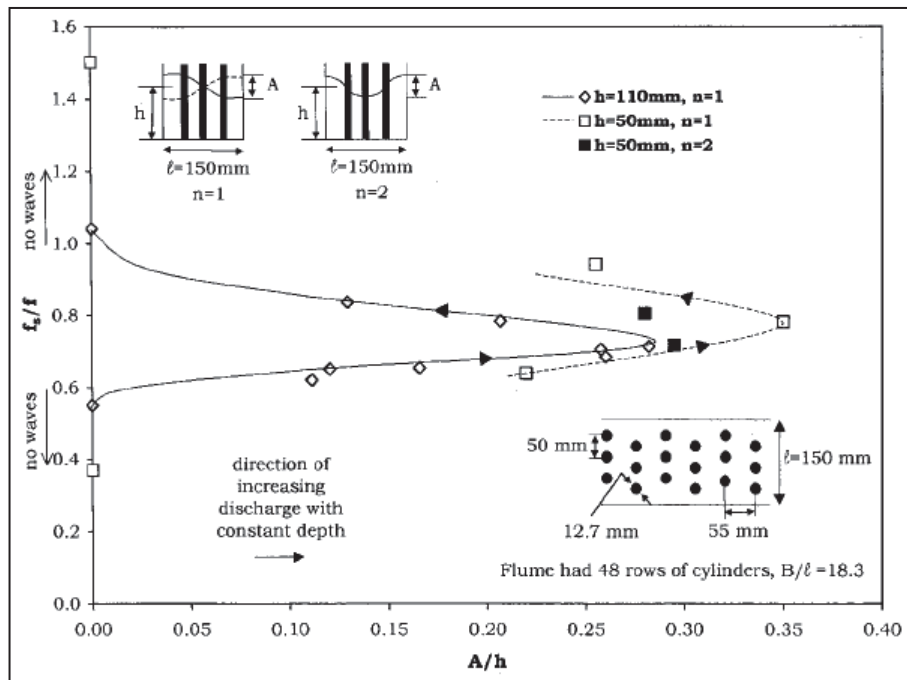 1.6
1.4
1.2
1.0
0.8
0.6
0.4
0.2
0.0
no waves
fs/f
no waves
h
A
ℓ=150mm
n=1
h
A
ℓ=150mm
n=2
h=110mm, n=1
h=50mm, n=1
h=50mm, n=2
direction of
increasing
discharge with
constant depth
50 mm
12.7 mm
55 mm
ℓ=150 mm
Flume had 48 rows of cylinders, B/ℓ =18.3
0.00 0.05 0.10 0.15 0.20 0.25 0.30 0.35 0.40
A/h